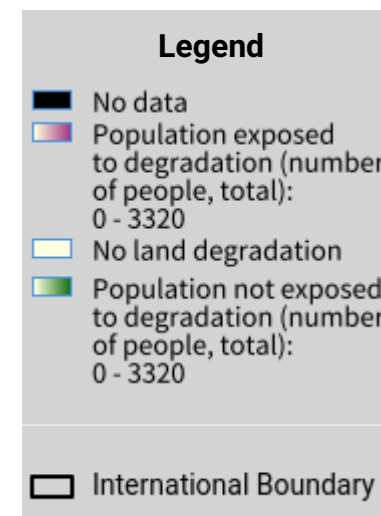 Legend
No data
Population exposed
to degradation (number
of people, total):
0 - 3320
No land degradation
Population not exposed
to degradation (number
of people, total):
0 - 3320
International Boundary